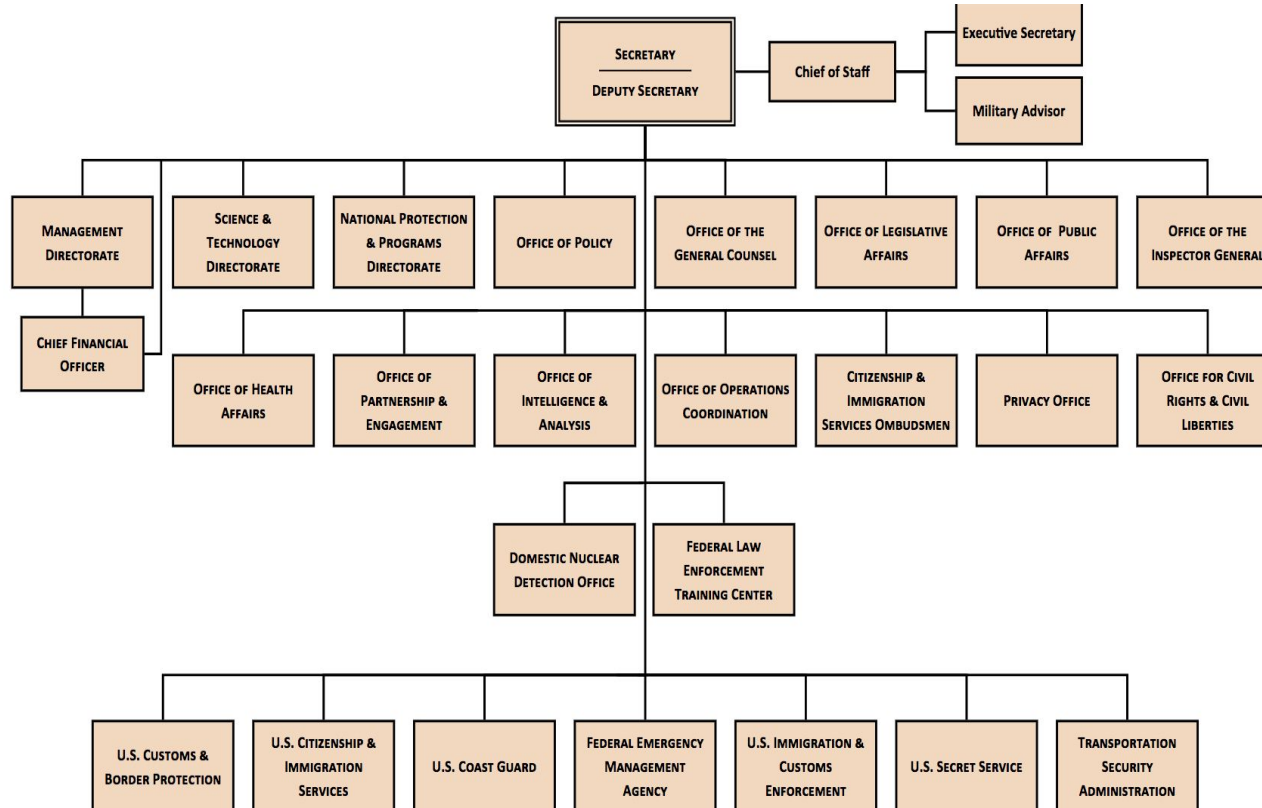 Executive Secretary
SECRETARY
DEPUTY SECRETARY
Chief of Staff
Military Advisor
MANAGEMENT
DIRECTORATE
SCIENCE &
TECHNOLOGY
DIRECTORATE
NATIONAL PROTECTION
& PROGRAMS
DIRECTORATE
OFFICE OF POLICY
OFFICE OF THE
GENERAL COUNSEL
OFFICE OF LEGISLATIVE
AFFAIRS
OFFICE OF PUBLIC
AFFAIRS
OFFICE OF THE
INSPECTOR GENERAL
CHIEF FINANCIAL
OFFICER
OFFICE OF HEALTH
AFFAIRS
OFFICE OF
PARTNERSHIP &
ENGAGEMENT
OFFICE OF
INTELLIGENCE &
ANALYSIS
OFFICE OF OPERATIONS
COORDINATION
CITIZENSHIP &
IMMIGRATION
SERVICES OMBUDSMEN
PRIVACY OFFICE
OFFICE FOR CIVIL
RIGHTS & CIVIL
LIBERTIES
DOMESTIC NUCLEAR
DETECTION OFFICE
FEDERAL LAW
ENFORCEMENT
TRAINING CENTER
U.S. CUSTOMS &
BORDER PROTECTION
U.S. CITIZENSHIP &
IMMIGRATION
SERVICES
U.S. COAST GUARD
FEDERAL EMERGENCY
MANAGEMENT
AGENCY
U.S. IMMIGRATION &
CUSTOMS
ENFORCEMENT
U.S. SECRET SERVICE
TRANSPORTATION
SECURITY
ADMINISTRATION